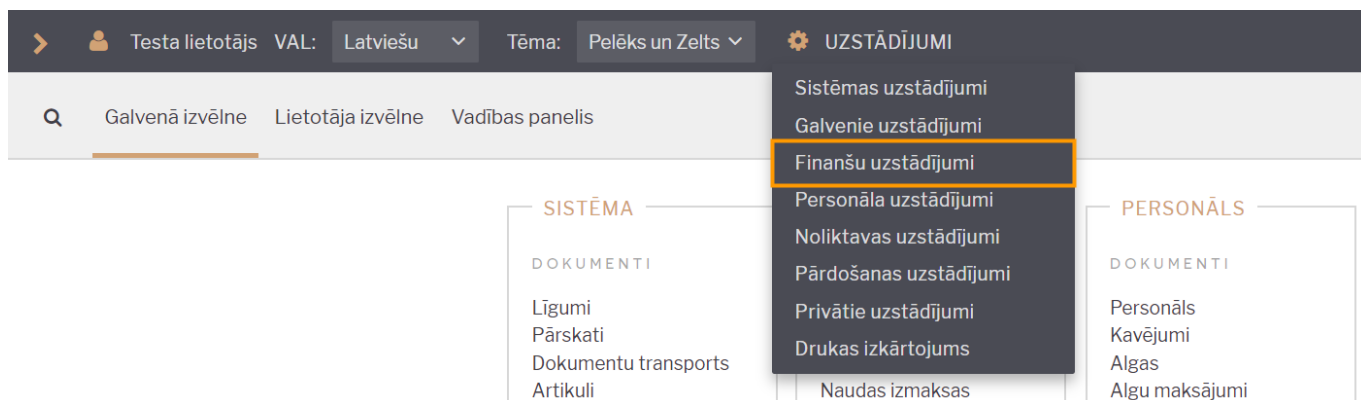 Testa lietotājs VAL: Latviešu Tēma: Pelēks un Zelts UZSTĀDĪJUMI
Galvenā izvēlne Lietotāja izvēlne Vadības panelis
Sistēmas uzstādījumi
Galvenie uzstādījumi
Finanšu uzstādījumi
Personāla uzstādījumi
Noliktavas uzstādījumi
Pārdošanas uzstādījumi
Privātie uzstādījumi
Drukas izkārtojums
SISTĒMA
DOKUMENTI
Līgumi
Pārskati
Dokumentu transports
Artikuli
Naudas izmaksas
PERSONĀLS
DOKUMENTI
Personāls
Kavējumi
Algas
Algu maksājumi